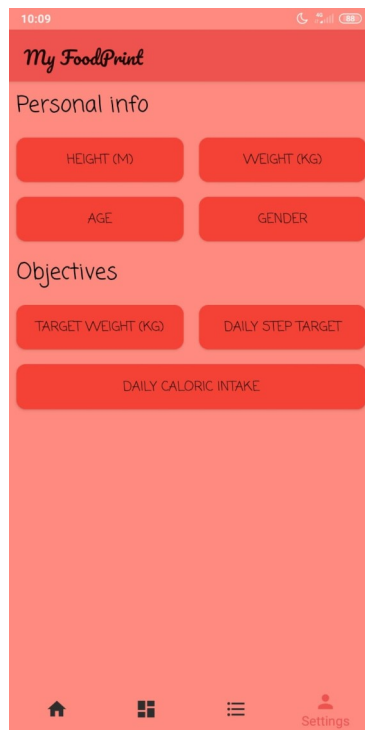 10:09
88
My FoodPrint
Personal info
HEIGHT (M) WEIGHT (KG)
AGE GENDER
Objectives
TARGET WEIGHT (KG) DAILY STEP TARGET
DAILY CALORIC INTAKE
Settings